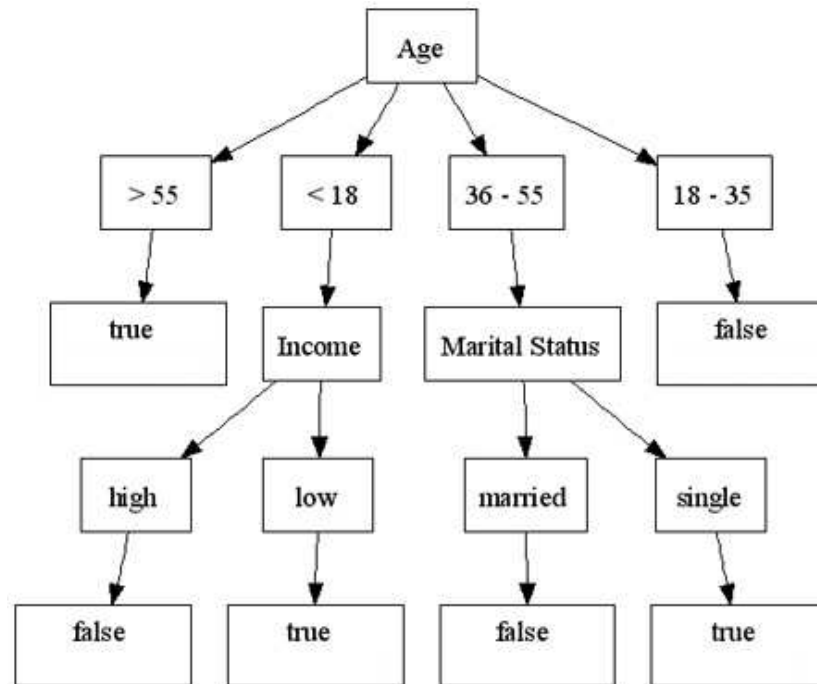 Age
> 55
< 18
36 - 55
18 - 35
true
Income
Marital Status
false
high
low
married
single
false
true
false
true